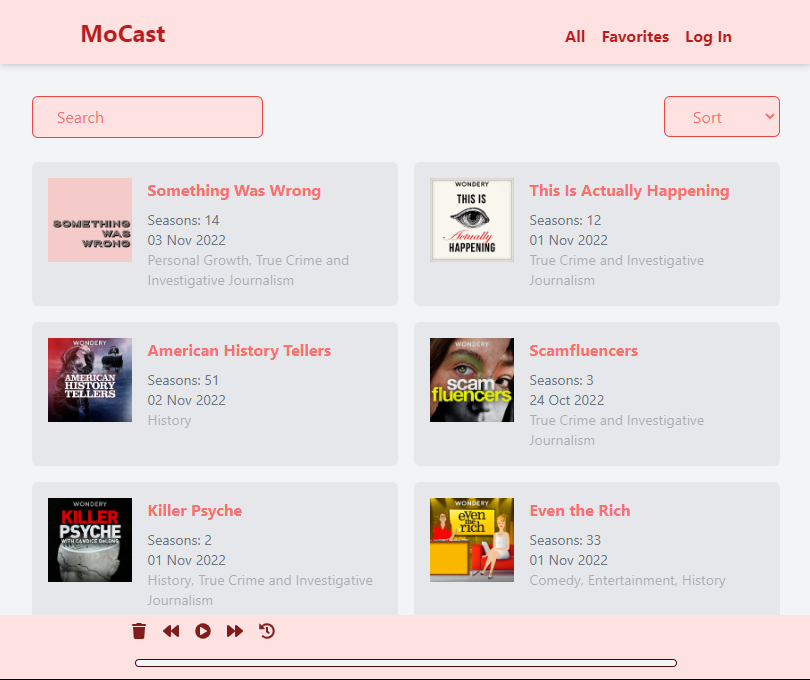 MoCast
All Favorites Log In
Search
Sort
SOMETHING
WAS
WRONG
Something Was Wrong
Seasons: 14
03 Nov 2022
Personal Growth, True Crime and
Investigative Journalism
WONDERY
THIS IS
Actually
HAPPENING
This Is Actually Happening
Seasons: 12
01 Nov 2022
True Crime and Investigative
Journalism
WONDERY
AMERICAN
HISTORY
TELLERS
American History Tellers
Seasons: 51
02 Nov 2022
History
WONDERY
scam
fluencers
Scamfluencers
Seasons: 3
24 Oct 2022
True Crime and Investigative
Journalism
WONDERY
KILLER
PSYCHE
WITH CANDICE DeLONG
Killer Psyche
Seasons: 2
01 Nov 2022
History, True Crime and Investigative
Journalism
WONDERY
even
the
rich
Even the Rich
Seasons: 33
01 Nov 2022
Comedy, Entertainment, History